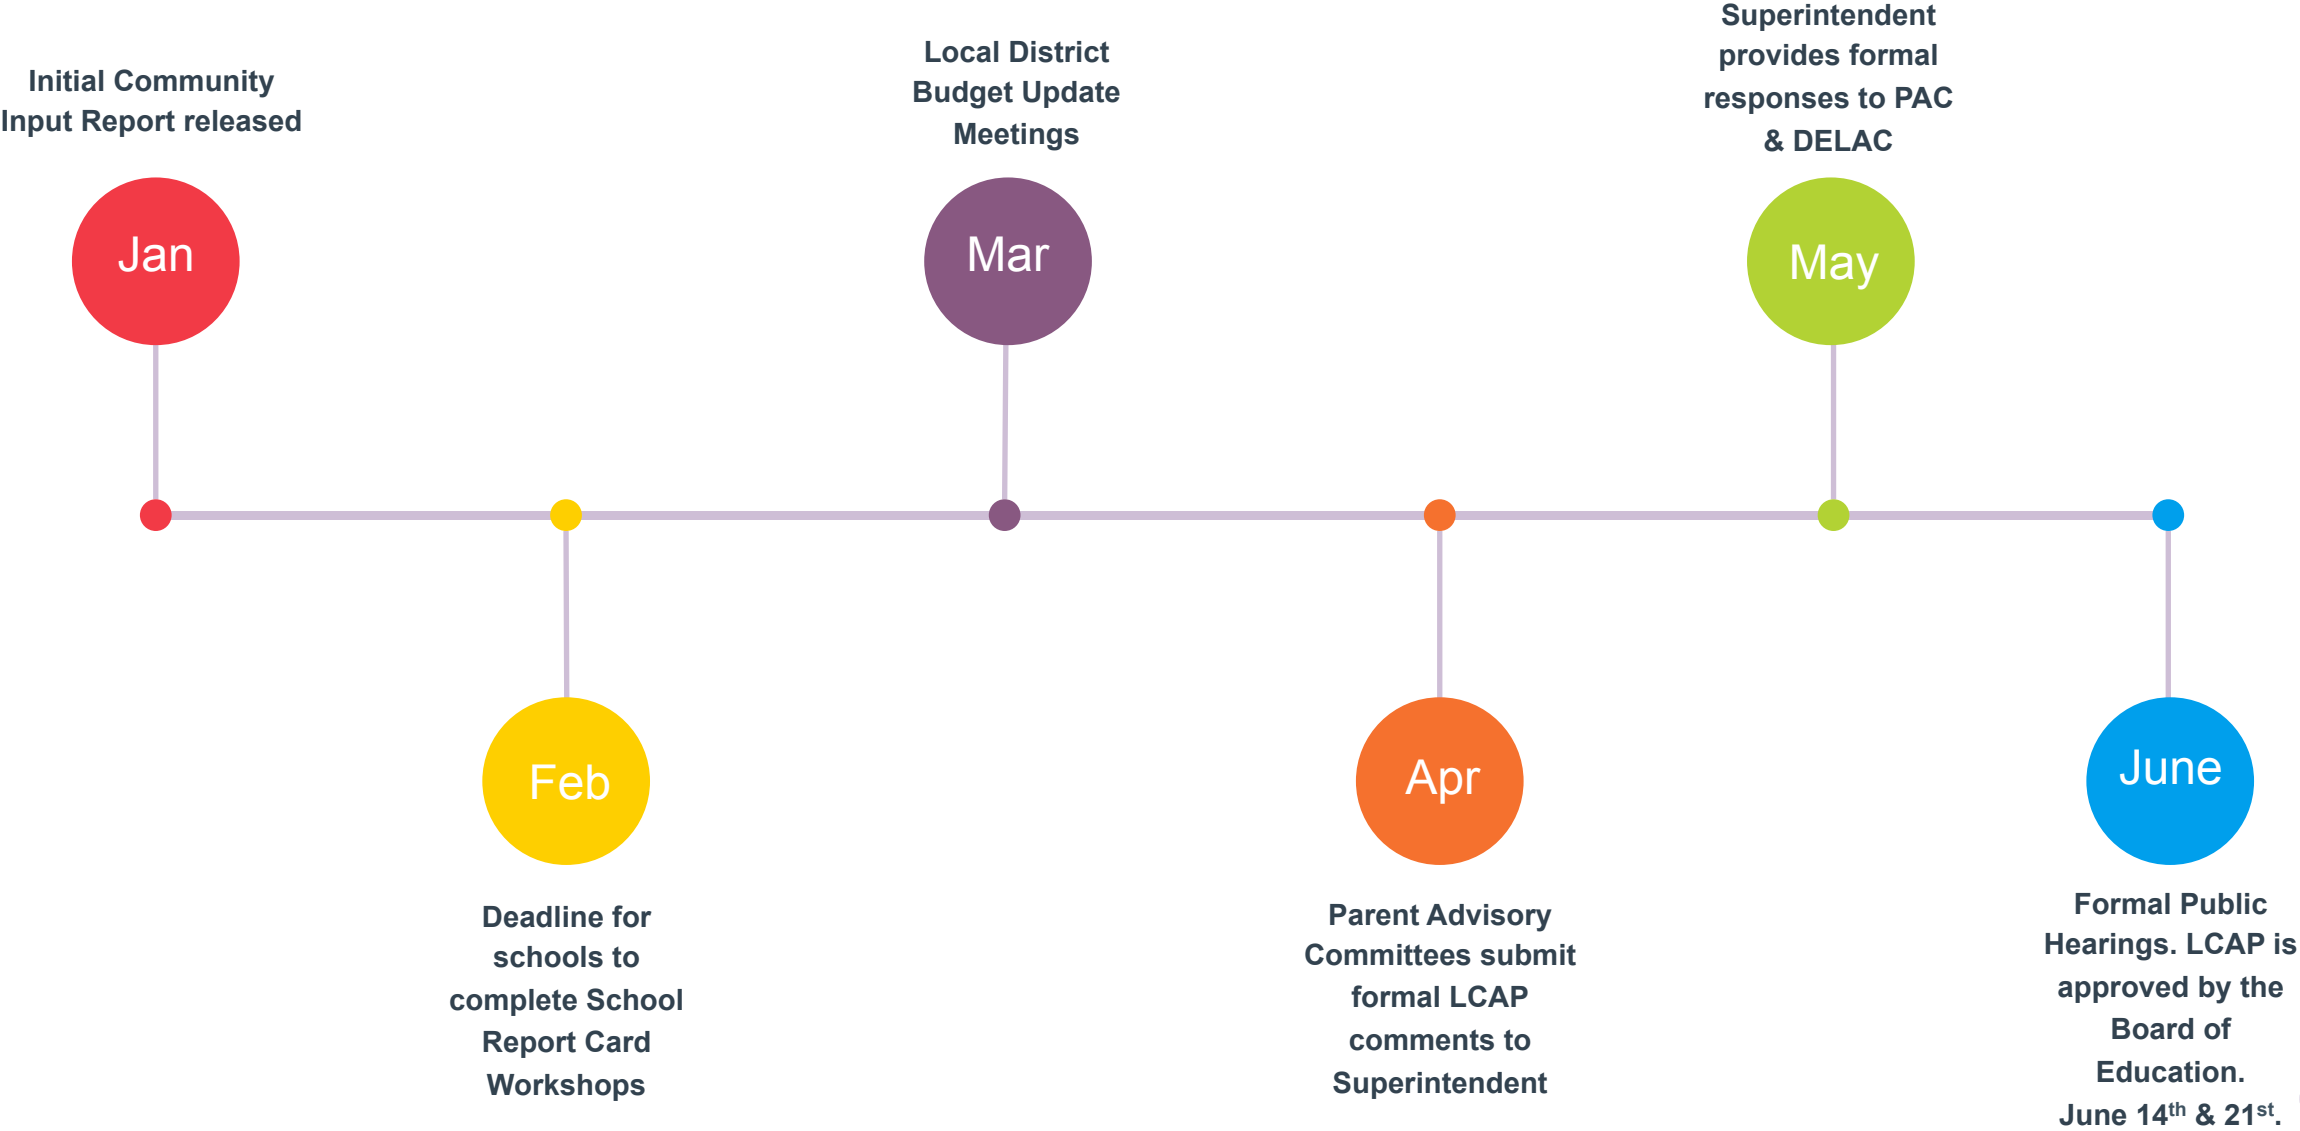 Initial Community
Input Report released
Jan
Deadline for
schools to
complete School
Report Card
Workshops
Feb
Local District
Budget Update
Meetings
Mar
Parent Advisory
Committees submit
formal LCAP
comments to
Superintendent
Apr
Superintendent
provides formal
responses to PAC
& DELAC
May
June
Formal Public
Hearings. LCAP is
approved by the
Board of
Education.
June 14th & 21st.